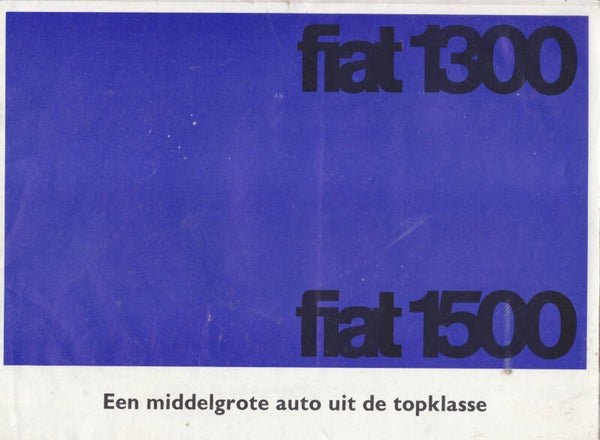 fiat 1300
fiat 1500
Een middelgrote auto uit de topklasse